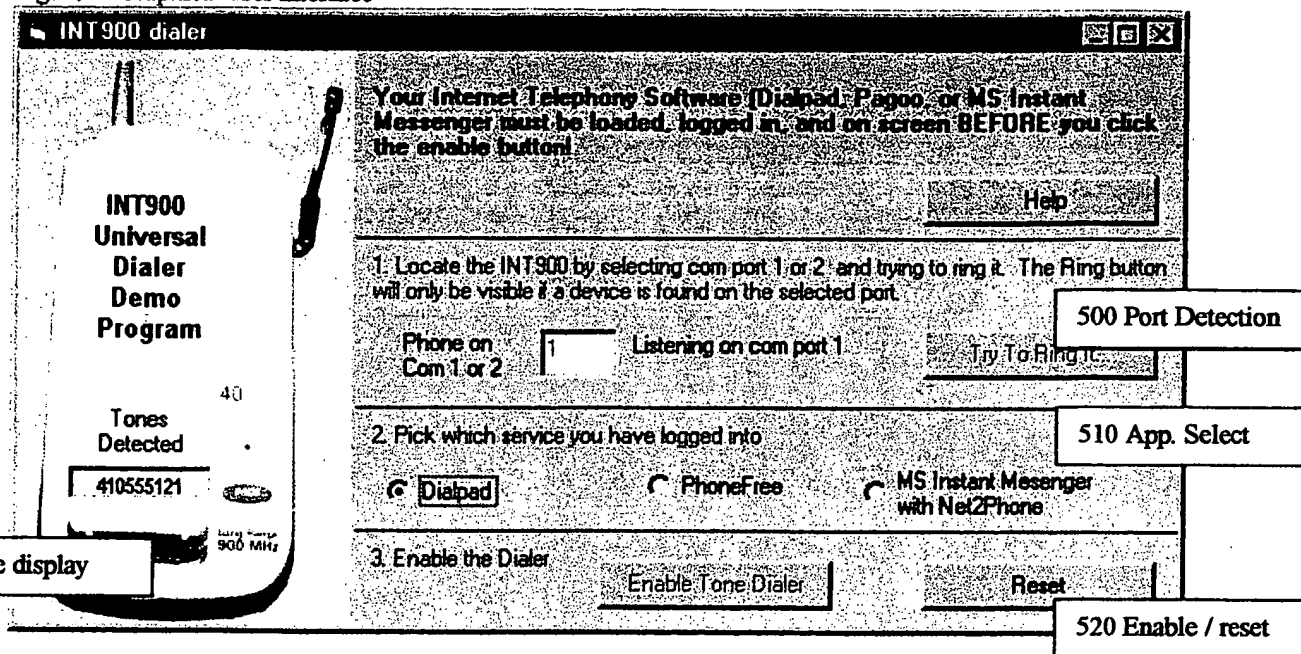 INT900 dialer
Your Internet Telephony Software (Dialpad, Pagoo, or MS Instant
Messenger must be loaded, logged in, and on screen BEFORE you click
the enable button!
Help
INT900
Universal
Dialer
Demo
Program
1. Locate the INT900 by selecting com port 1 or 2 and trying to ring it. The Ring button
will only be visible if a device is found on the selected port.
500 Port Detection
Phone on
Com 1 or 2
1
Listening on com port 1
Try To Ring It
40
Tones
Detected
410555121
2. Pick which service you have logged into
510 App. Select
Dialpad
PhoneFree
MS Instant Mesenger
with Net2Phone
900 MHz
display
3. Enable the Dialer
Enable Tone Dialer
Reset
520 Enable / reset